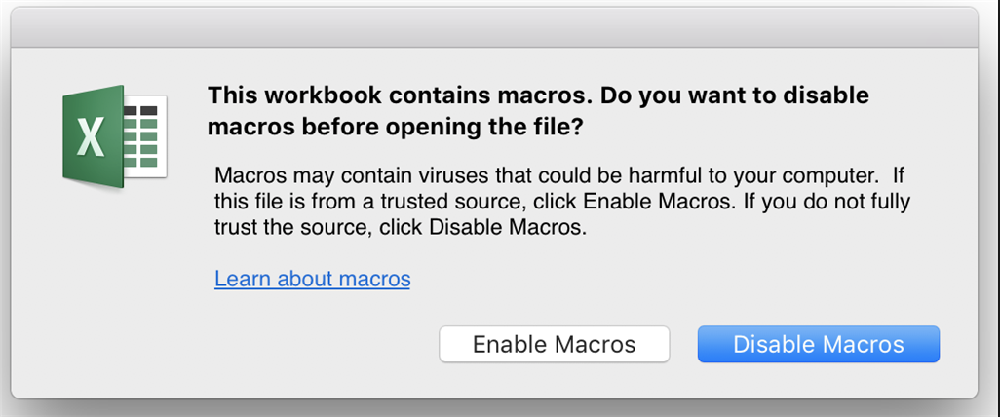 This workbook contains macros. Do you want to disable
macros before opening the file?
X
Macros may contain viruses that could be harmful to your computer.  If
this file is from a trusted source, click Enable Macros. If you do not fully
trust the source, click Disable Macros.
Learn about macros
Enable Macros
Disable Macros